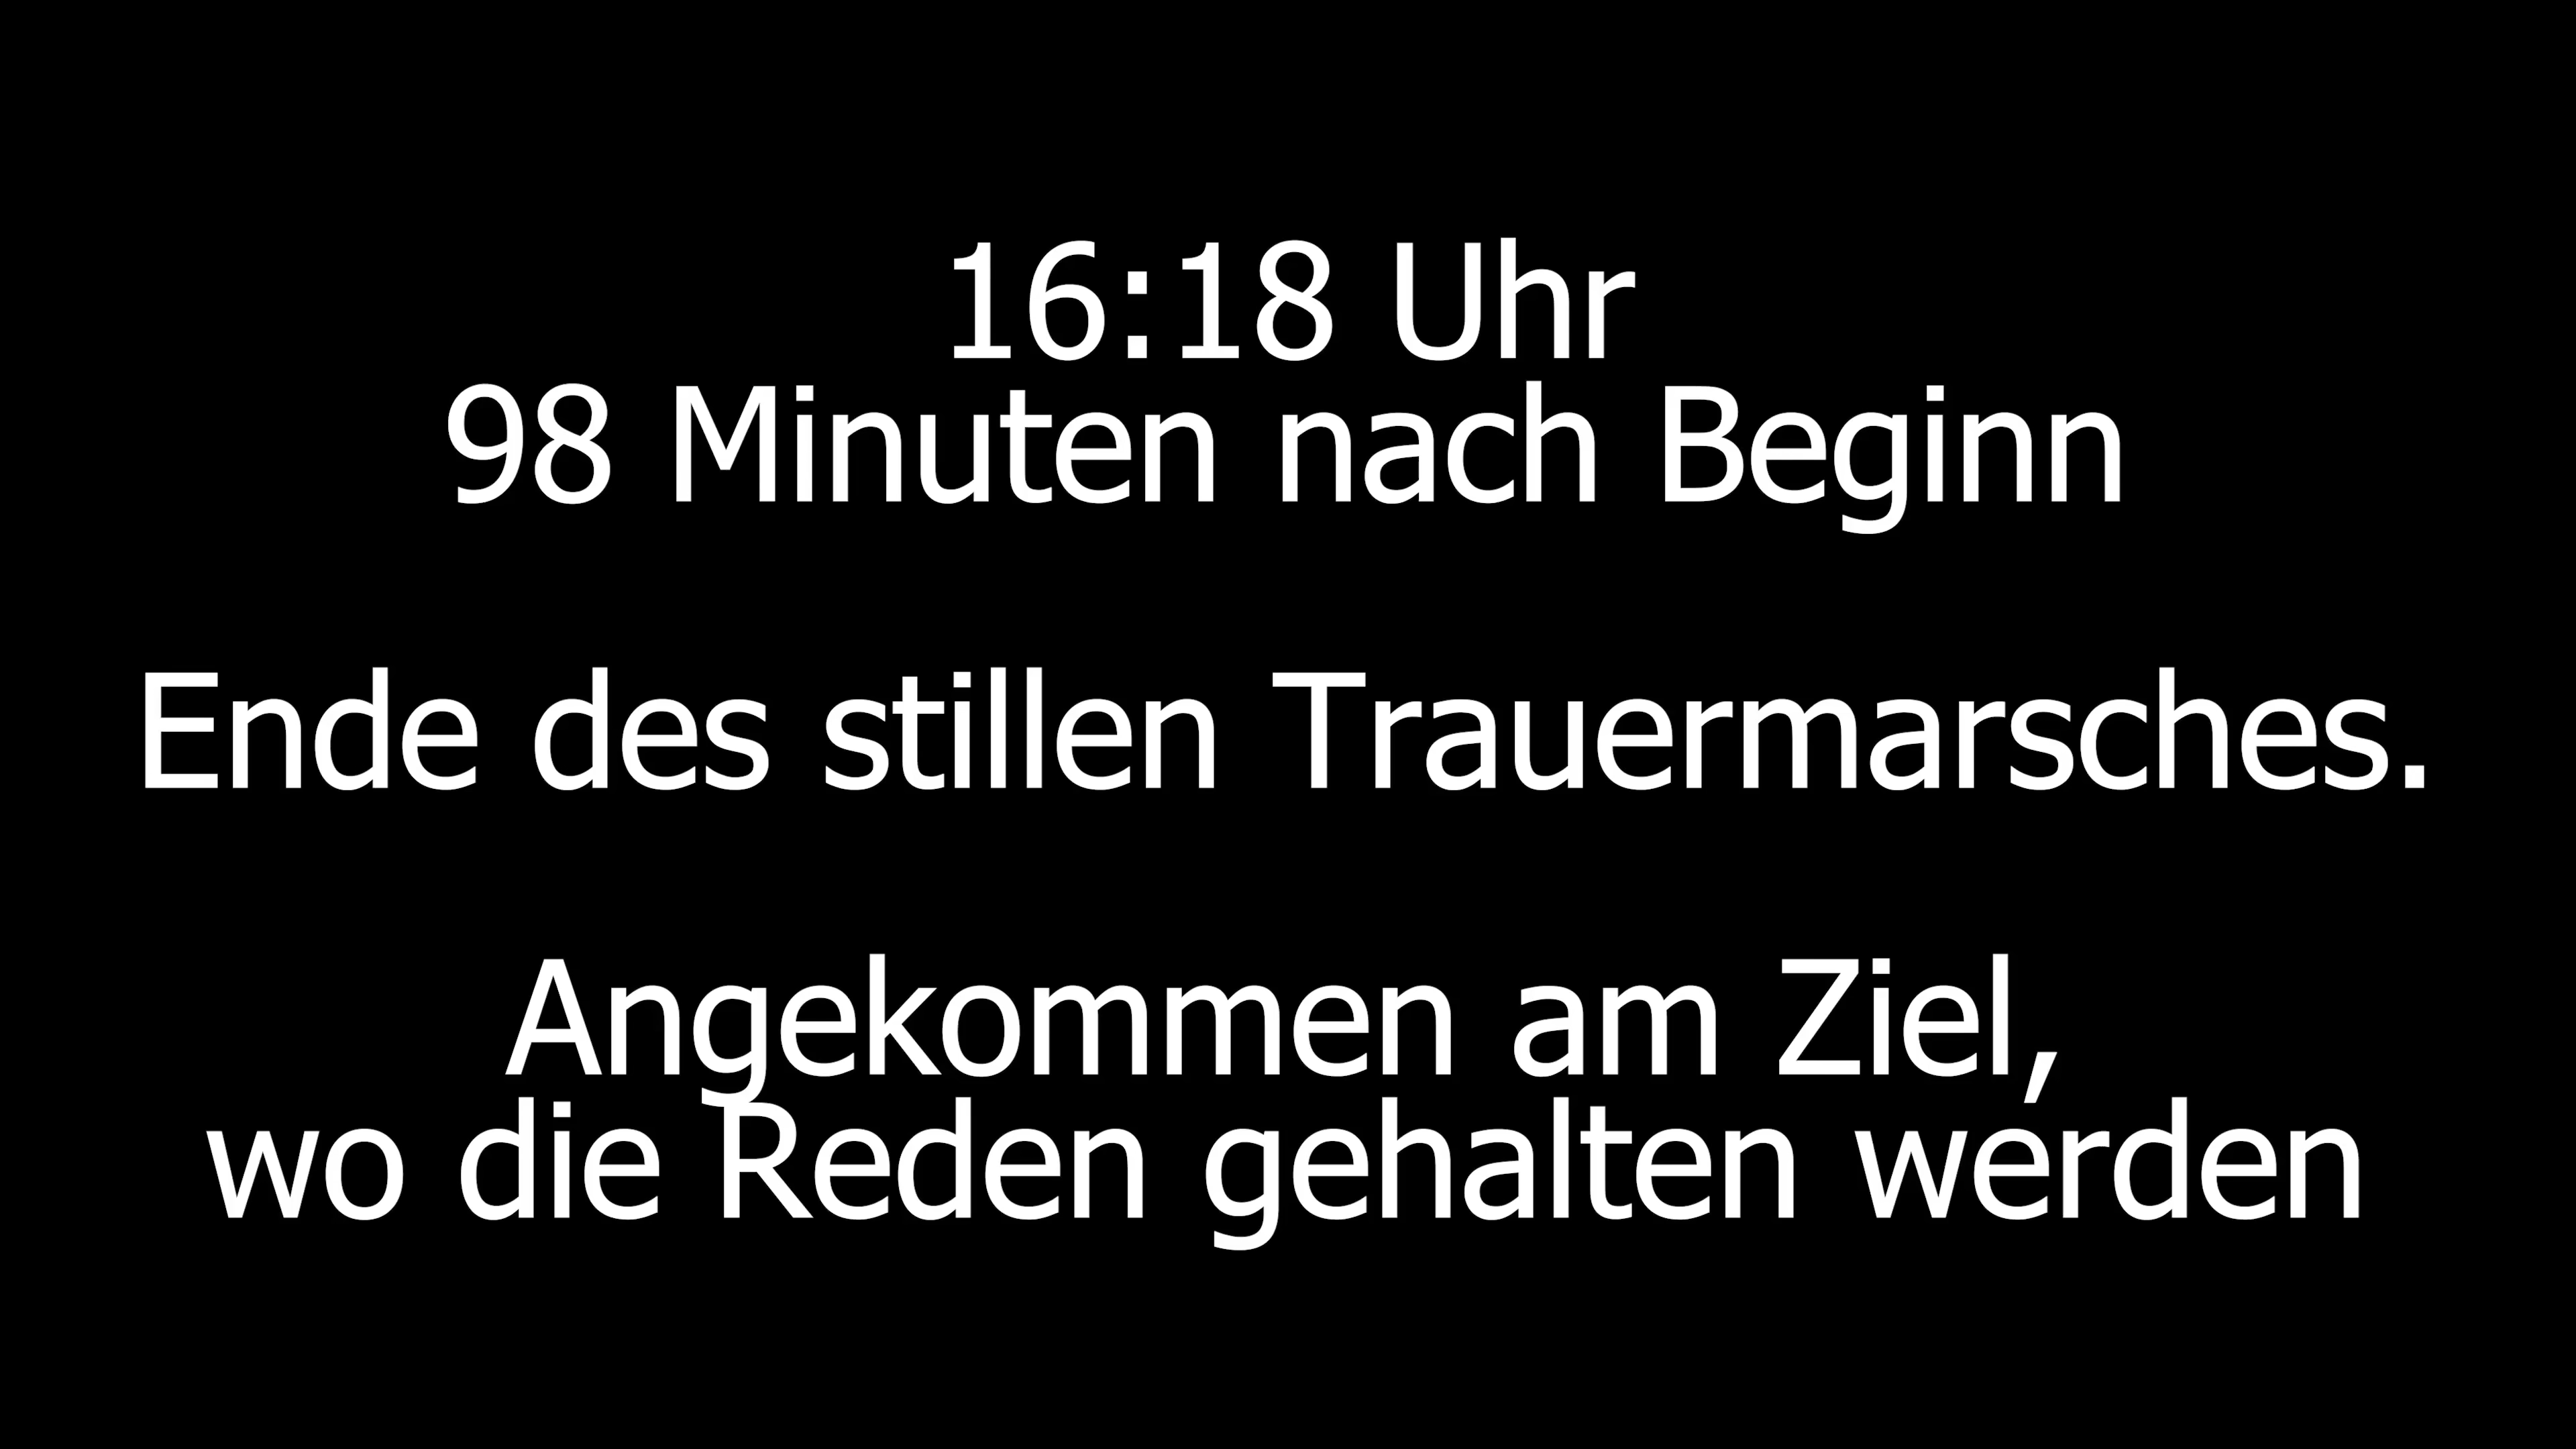 16:18 Uhr
98 Minuten nach Beginn
Ende des stillen Trauermarsches.
Angekommen am Ziel,
wo die Reden gehalten werden